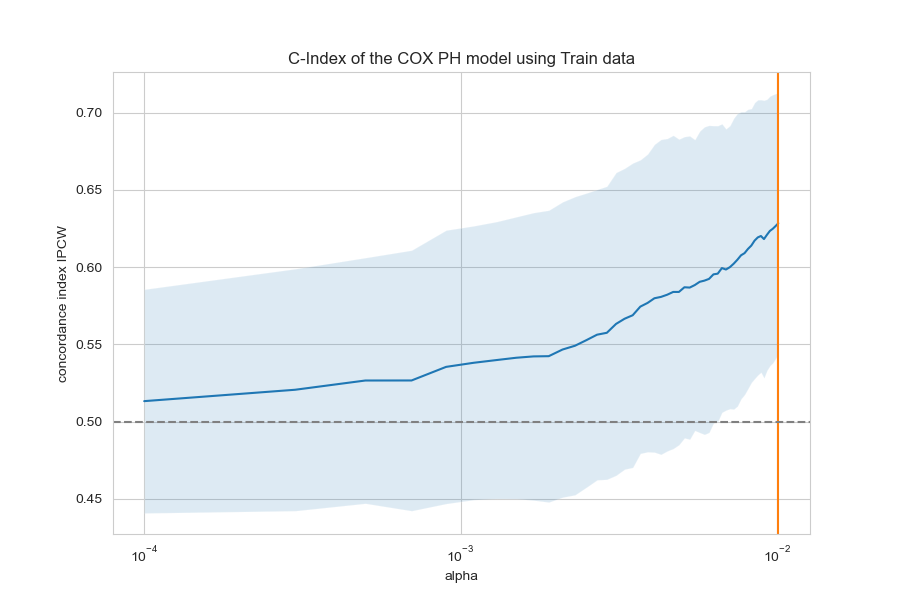 C-Index of the COX PH model using Train data
concordance index IPCW
0.70
0.65
0.60
0.55
0.50
0.45
10⁻⁴ 10⁻³ 10⁻²
alpha